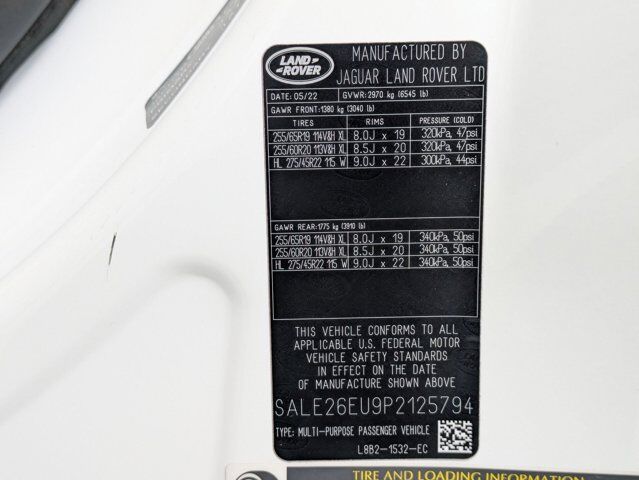 LAND
ROVER
MANUFACTURED BY
JAGUAR LAND ROVER LTD
DATE: 05/22 GVWR: 2970 kg (6545 lb)
GAWR FRONT: 1380 kg (3040 lb)
TIRES RIMS PRESSURE (COLD)
255/65R19 114V&H XL 8.0J x 19 320kPa, 47psi
255/60R20 113V&H XL 8.5J x 20 320kPa, 47psi
HL 275/45R22 115 W 9.0J x 22 300kPa, 44psi
GAWR REAR: 1775 kg (3910 lb)
255/65R19 114V&H XL 8.0J x 19 340kPa, 50psi
255/60R20 113V&H XL 8.5J x 20 340kPa, 50psi
HL 275/45R22 115 W 9.0J x 22 340kPa, 50psi
THIS VEHICLE CONFORMS TO ALL
APPLICABLE U.S. FEDERAL MOTOR
VEHICLE SAFETY STANDARDS
IN EFFECT ON THE DATE OF
MANUFACTURE SHOWN ABOVE
SALE26EU9P2125794
TYPE: MULTI-PURPOSE PASSENGER VEHICLE
L8B2-1532-EC
TIRE AND LOADING INFORMATION